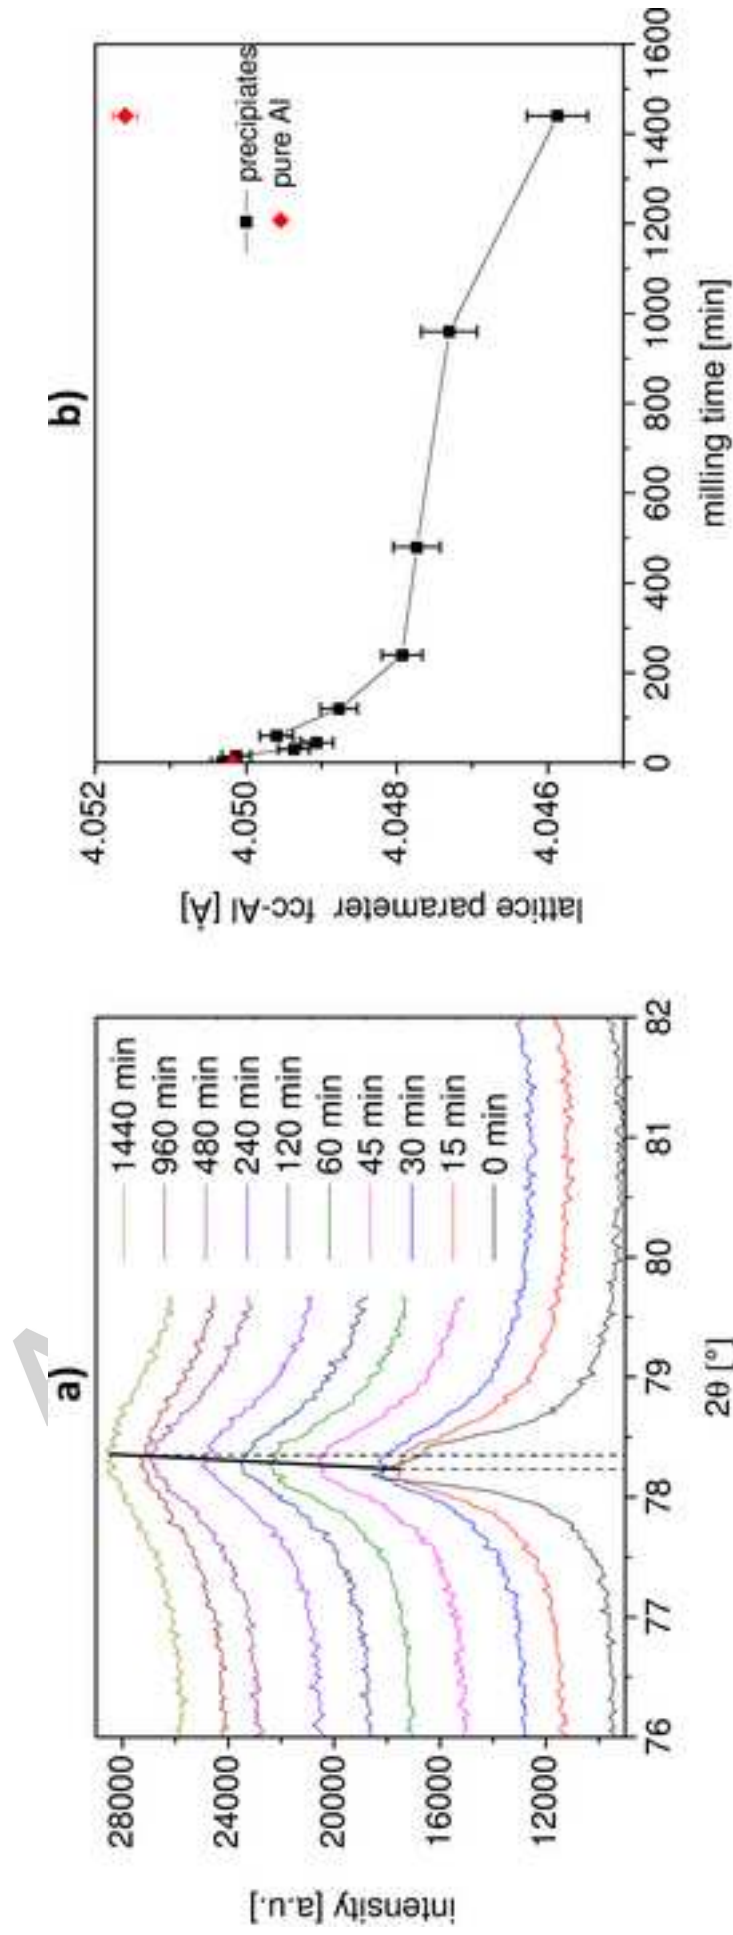 a)
intensity [a.u.]
28000
24000
20000
16000
12000
76
77
78
79
80
81
82
2θ [°]
1440 min
960 min
480 min
240 min
120 min
60 min
45 min
30 min
15 min
0 min
b)
lattice parameter fcc-Al [Å]
4.052
4.050
4.048
4.046
0
200
400
600
800
1000
1200
1400
1600
milling time [min]
precipiates
pure Al